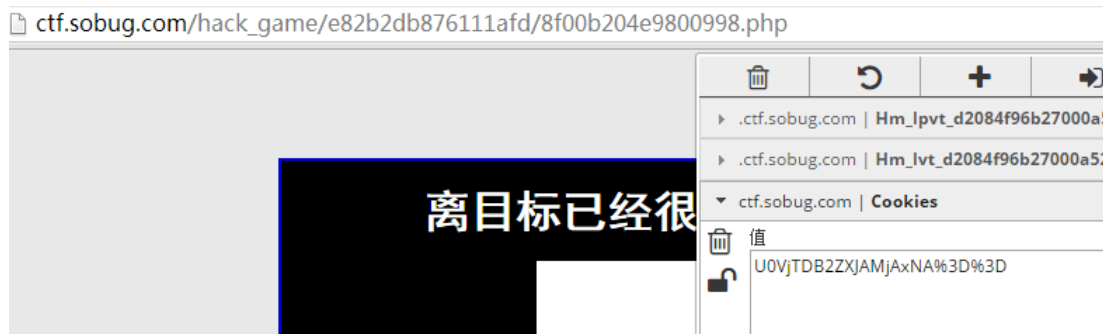 ctf.sobug.com/hack_game/e82b2db876111afd/8f00b204e9800998.php
.ctf.sobug.com | Hm_lpvt_d2084f96b27000a
.ctf.sobug.com | Hm_lvt_d2084f96b27000a52
离目标已经很
ctf.sobug.com | Cookies
值
U0VjTDB2ZXJAMjAxNA%3D%3D